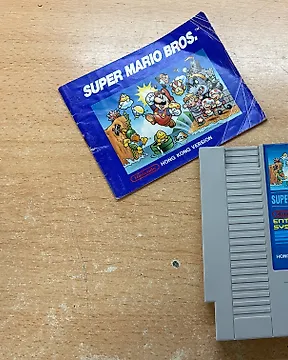 SUPER MARIO BROS.
Nintendo
HONG KONG VERSION
SUPE
ENT
SYS
HONG